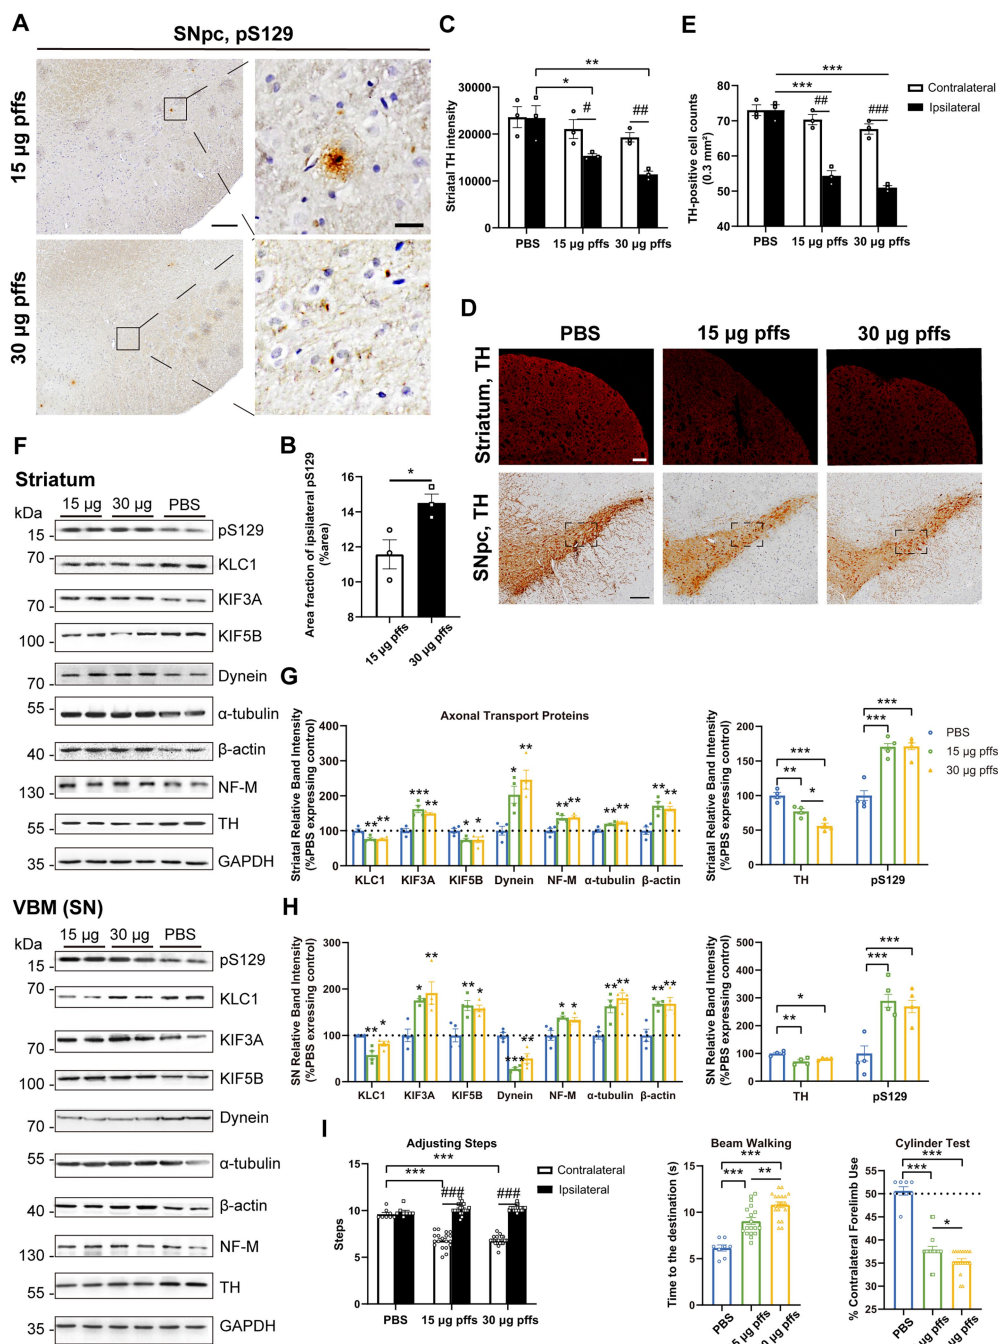 A
SNpc, pS129
15 µg pffs
30 µg pffs
B
Area fraction of ipsilateral pS129
(%area)
16
14
12
10
8
*
15 µg pffs
30 µg pffs
C
Striatal TH intensity
30000
20000
10000
0
**
*
#
##
PBS
15 µg pffs
30 µg pffs
E
TH-positive cell counts
(0.3 mm²)
80
70
60
50
40
***
***
##
###
Contralateral
Ipsilateral
PBS
15 µg pffs
30 µg pffs
D
PBS
15 µg pffs
30 µg pffs
Striatum, TH
SNpc, TH
F
Striatum
kDa
15 µg
30 µg
PBS
15
pS129
70
KLC1
70
KIF3A
100
KIF5B
70
Dynein
55
α-tubulin
40
β-actin
130
NF-M
55
TH
35
GAPDH
VBM (SN)
kDa
15 µg
30 µg
PBS
15
pS129
70
KLC1
70
KIF3A
100
KIF5B
70
Dynein
55
α-tubulin
40
β-actin
130
NF-M
55
TH
35
GAPDH
G
Axonal Transport Proteins
Striatal Relative Band Intensity
(%PBS expressing control)
400
300
200
100
0
** **
*** **
* *
* **
** **
** **
** **
KLC1
KIF3A
KIF5B
Dynein
NF-M
α-tubulin
β-actin
Striatal Relative Band Intensity
(%PBS expressing control)
200
150
100
50
0
***
**
*
***
***
TH
pS129
PBS
15 µg pffs
30 µg pffs
H
SN Relative Band Intensity
(%PBS expressing control)
300
200
100
0
** *
* **
** *
*** **
* *
** **
** **
KLC1
KIF3A
KIF5B
Dynein
NF-M
α-tubulin
β-actin
SN Relative Band Intensity
(%PBS expressing control)
500
400
300
200
100
0
*
**
***
***
TH
pS129
I
Adjusting Steps
Steps
15
10
5
0
***
***
###
###
Contralateral
Ipsilateral
PBS
15 µg pffs
30 µg pffs
Beam Walking
Time to the destination (s)
20
15
10
5
0
***
***
**
PBS
5 µg pffs
0 µg pffs
Cylinder Test
% Contralateral Forelimb Use
55
50
45
40
35
30
25
***
***
*
PBS
µg pffs
µg pffs